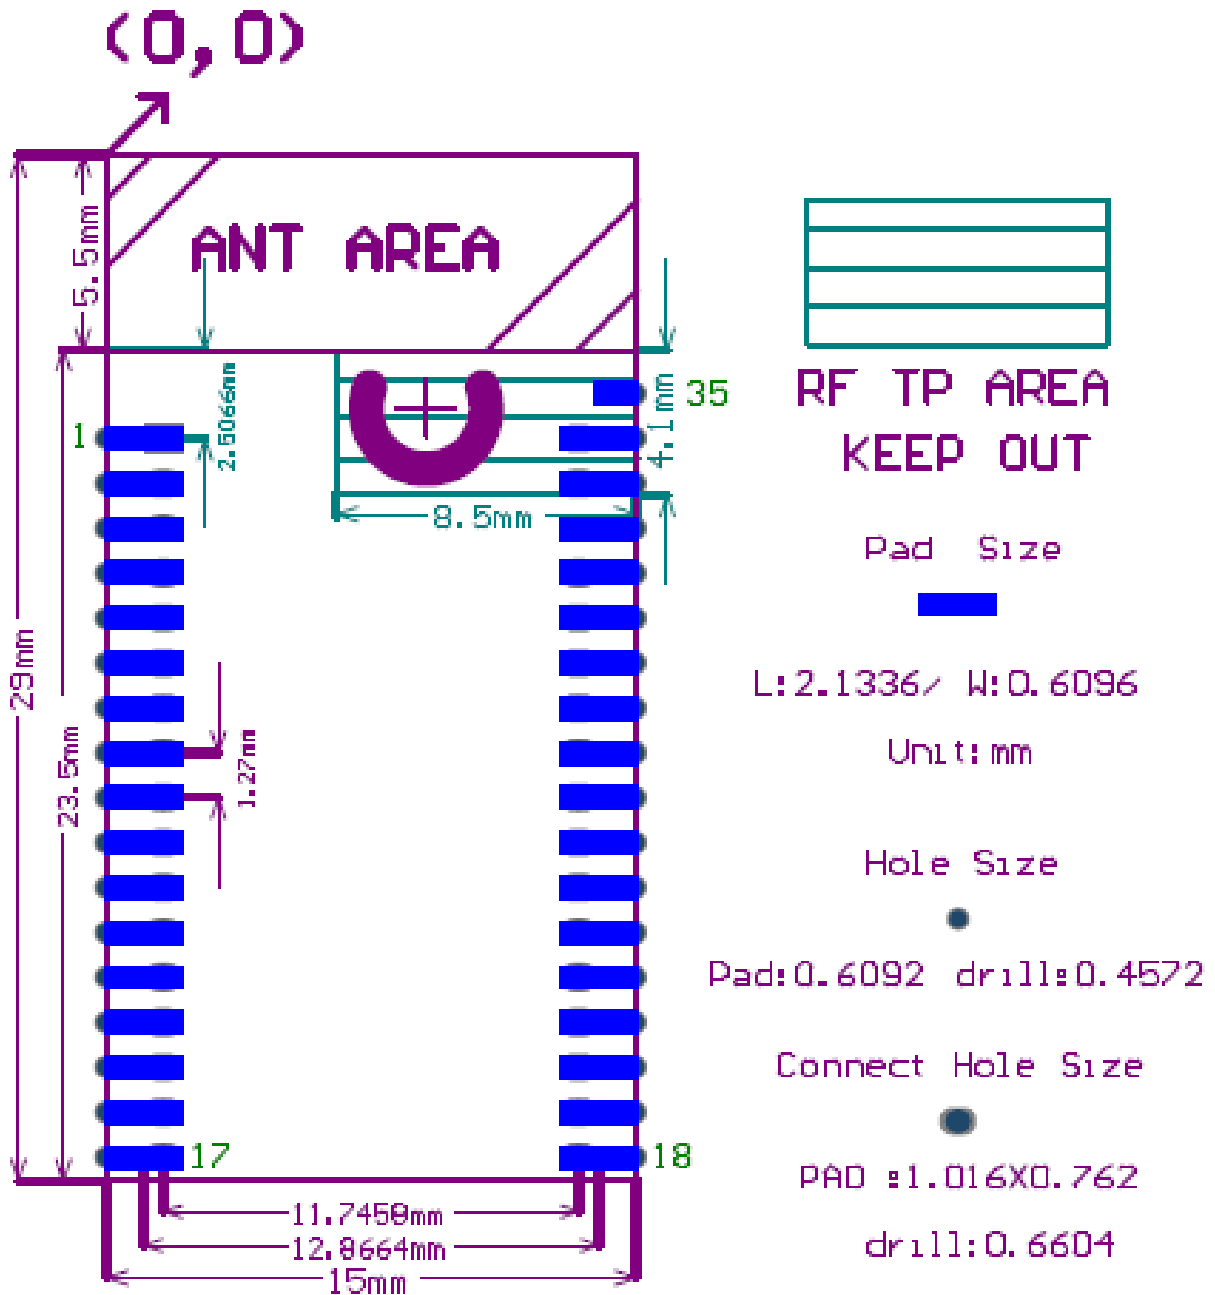 (0,0)
5.5mm
ANT AREA
2.5066mm
4.1mm
35
1
8.5mm
29mm
23.5mm
1.27mm
17
18
11.7450mm
12.8664mm
15mm
RF TP AREA
KEEP OUT
Pad Size
L:2.1336/ W:0.6096
Unit:mm
Hole Size
Pad:0.6092 drill:0.4572
Connect Hole Size
PAD :1.016X0.762
drill:0.6604